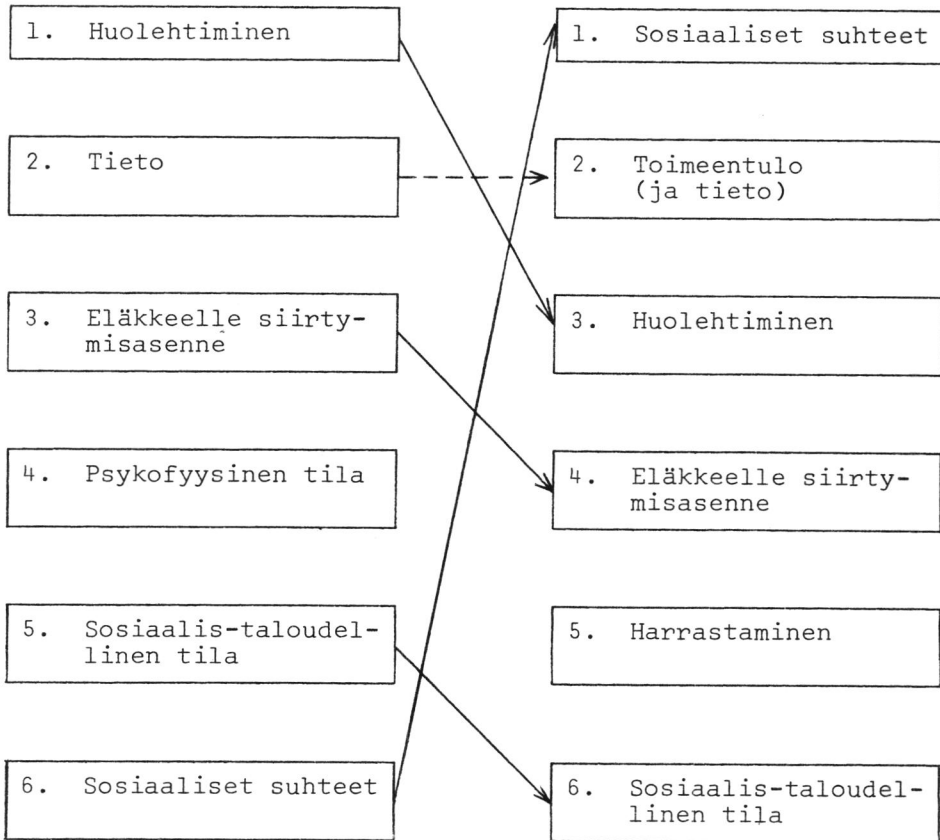 1. Huolehtiminen
2. Tieto
3. Eläkkeelle siirty-
misasenne
4. Psykofyysinen tila
5. Sosiaalis-taloudel-
linen tila
6. Sosiaaliset suhteet
1. Sosiaaliset suhteet
2. Toimeentulo
(ja tieto)
3. Huolehtiminen
4. Eläkkeelle siirty-
misasenne
5. Harrastaminen
6. Sosiaalis-taloudel-
linen tila